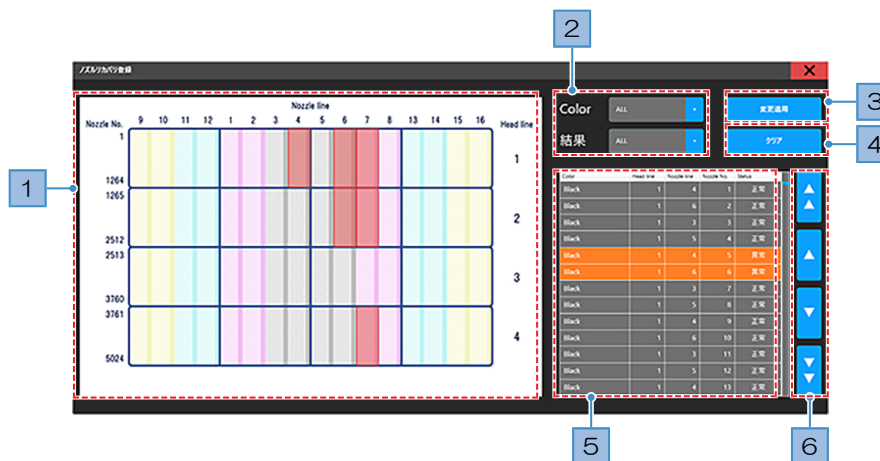 2
ノズルリカバリ登録
Nozzle line
Nozzle No. 9 10 11 12 1 2 3 4 5 6 7 8 13 14 15 16 Head line
1
1264
1
1265
2512
2
2513
3760
3
3761
5024
4
1
Color ALL
結果 ALL
変更適用
3
クリア
4
Color Head line Nozzle line Nozzle No. Status
Black 1 4 1 正常
Black 1 6 2 正常
Black 1 3 3 正常
Black 1 5 4 正常
Black 1 4 5 異常
Black 1 6 6 異常
Black 1 3 7 正常
Black 1 5 8 正常
Black 1 4 9 正常
Black 1 6 10 正常
Black 1 3 11 正常
Black 1 5 12 正常
Black 1 4 13 正常
5
6